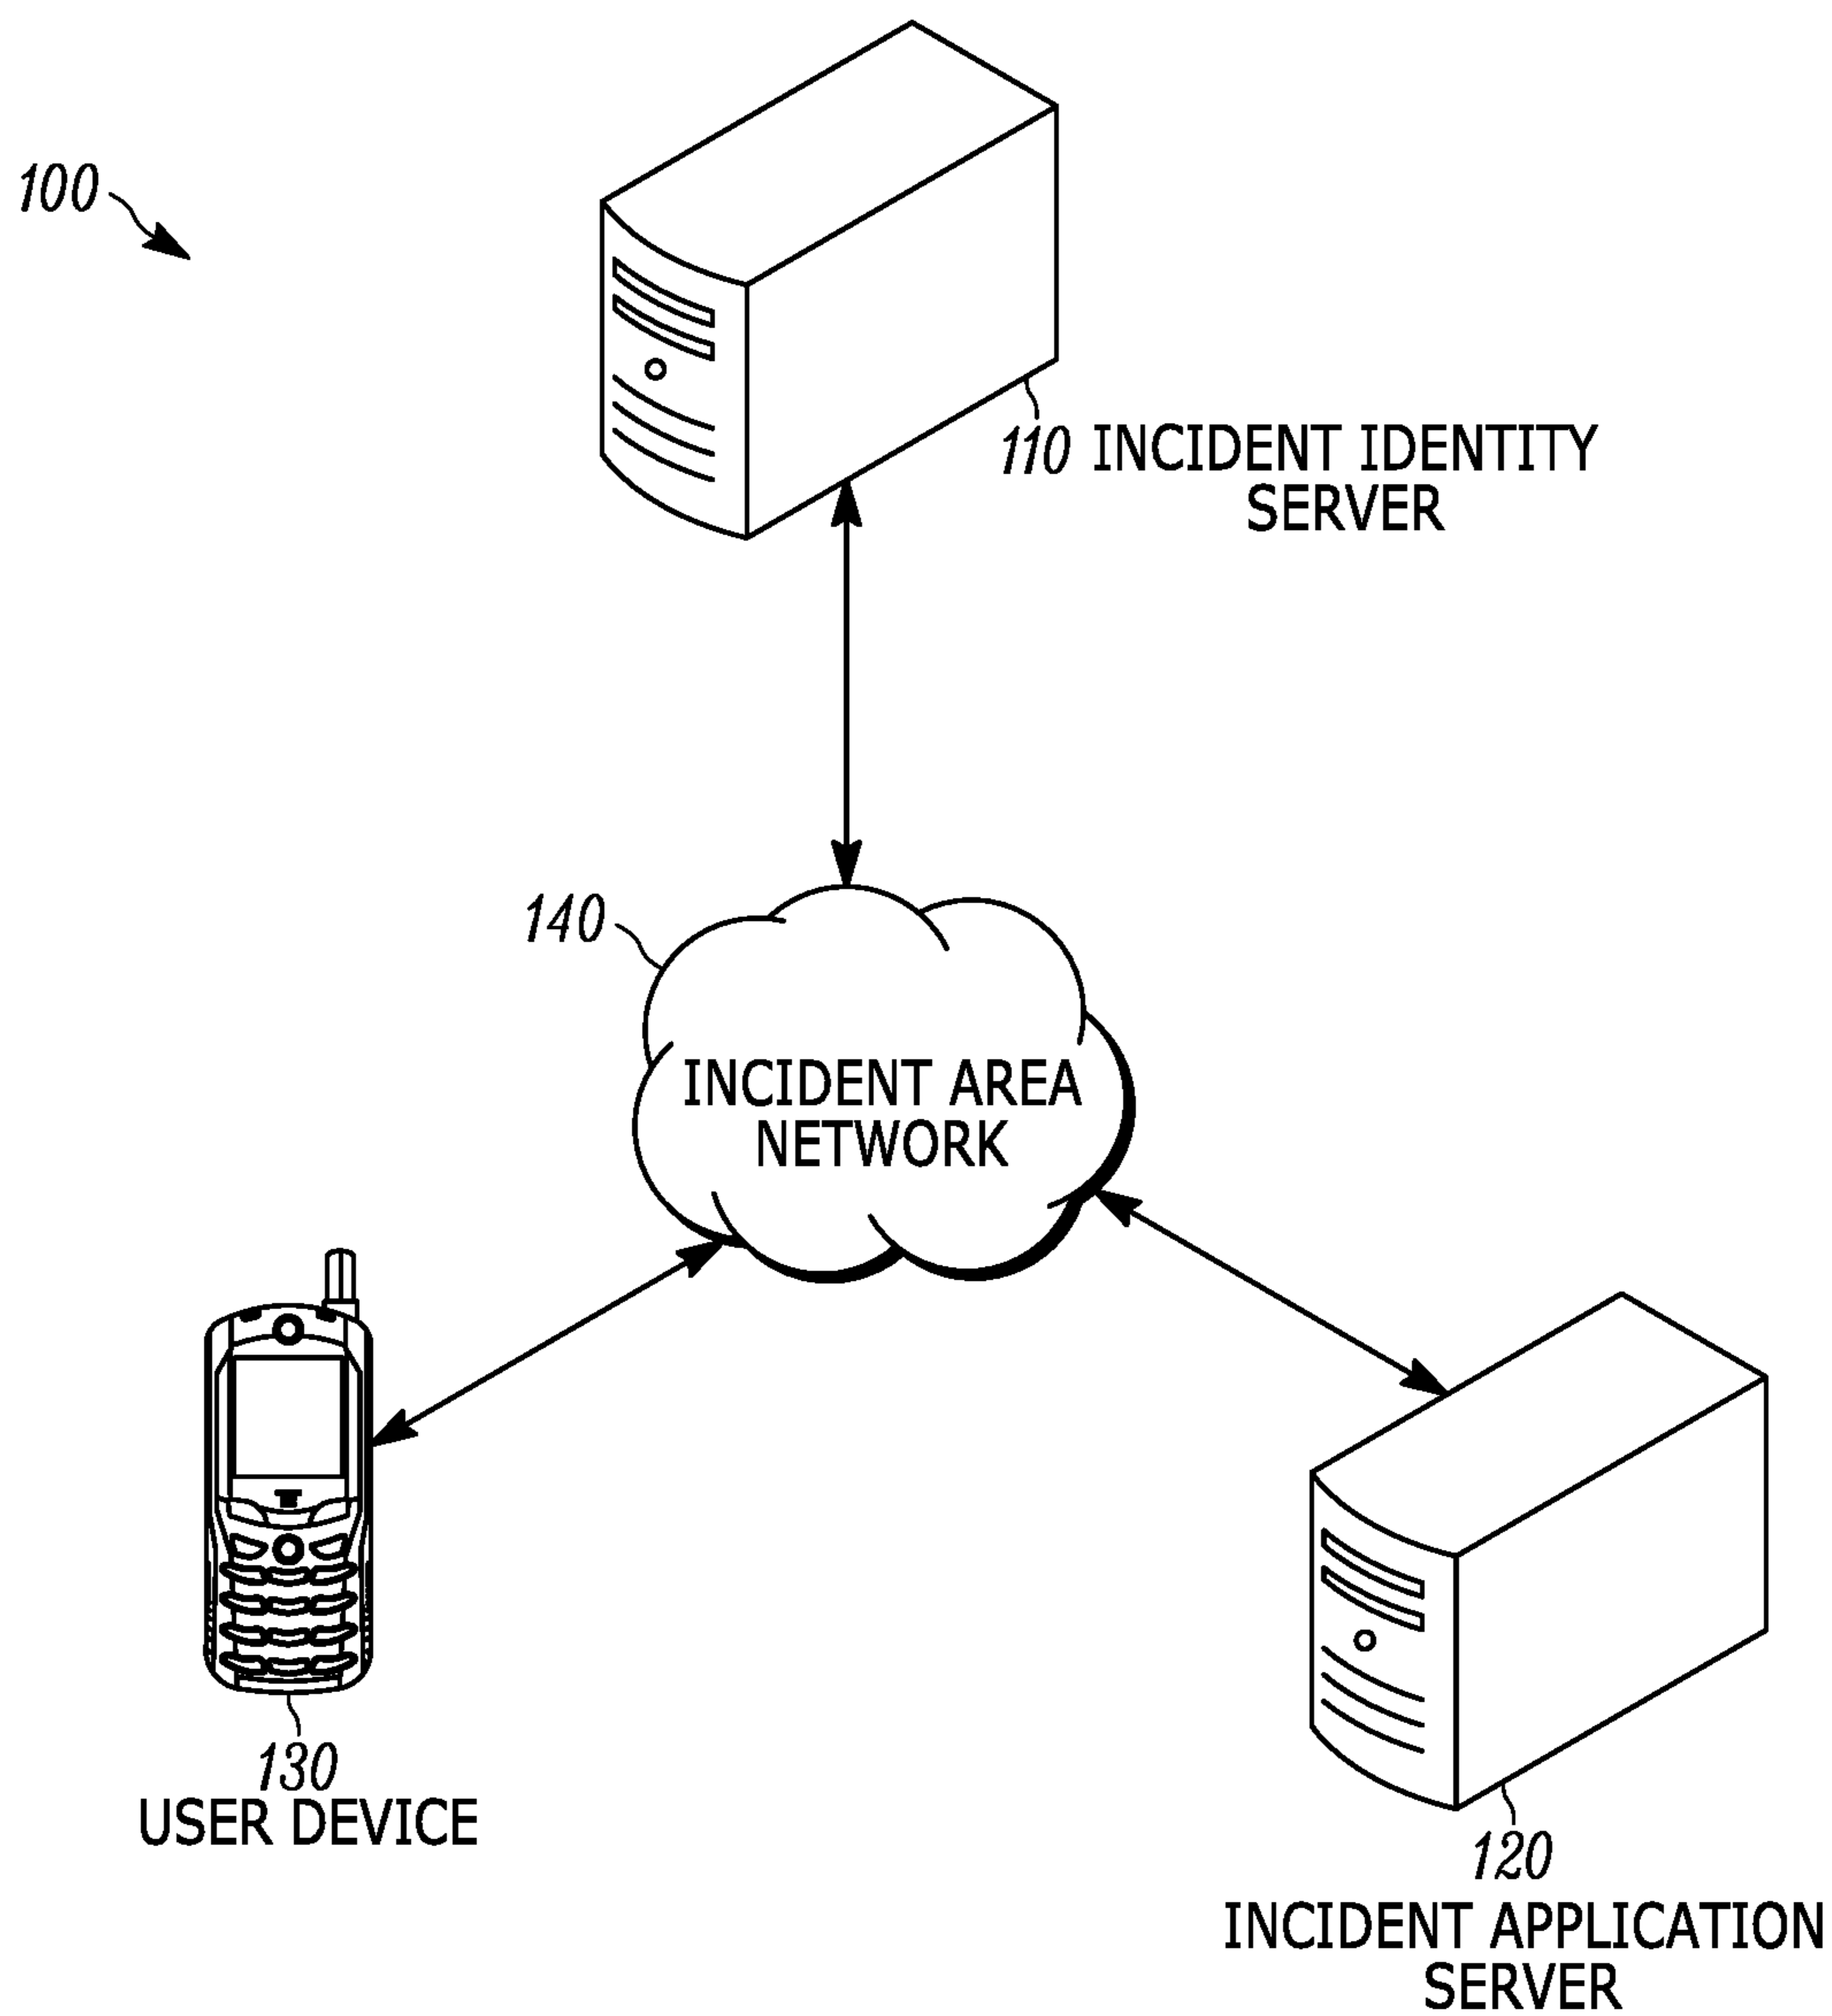 100
110 INCIDENT IDENTITY
SERVER
140
INCIDENT AREA
NETWORK
130
USER DEVICE
120
INCIDENT APPLICATION
SERVER